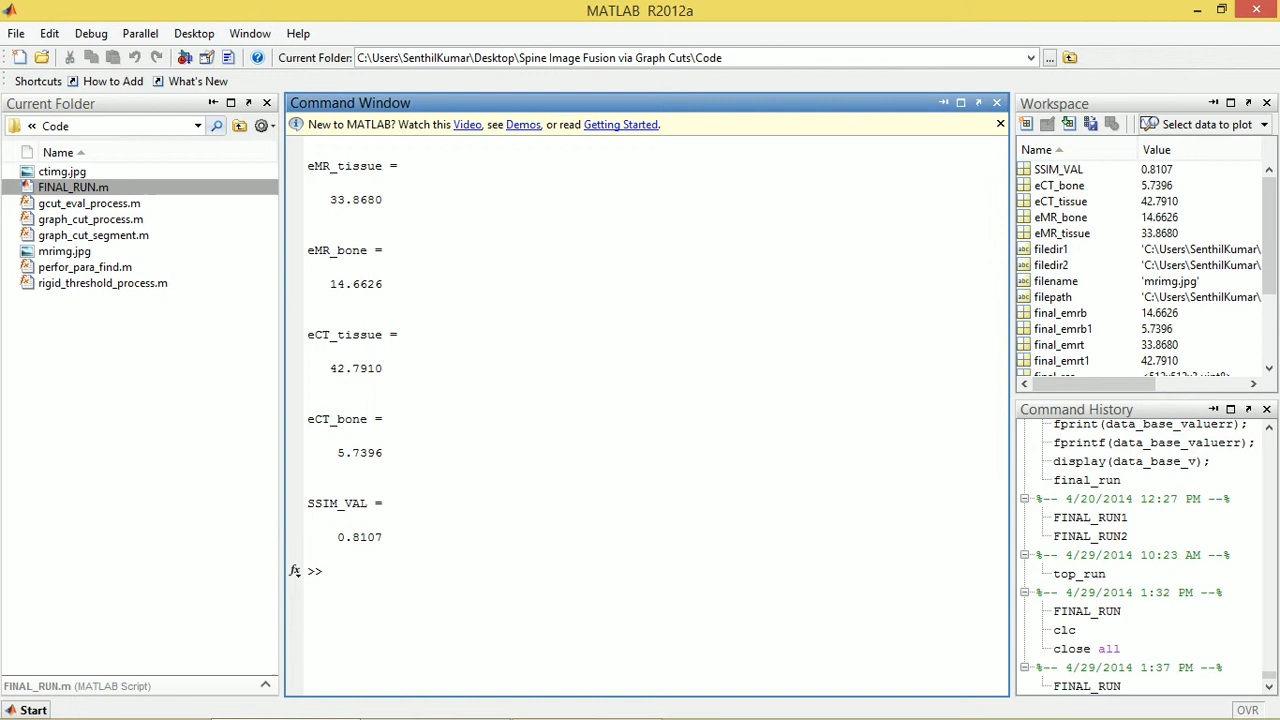 MATLAB R2012a
File Edit Debug Parallel Desktop Window Help
Current Folder: C:\Users\SenthilKumar\Desktop\Spine Image Fusion via Graph Cuts\Code
Shortcuts How to Add What's New
Current Folder
« Code
Name
ctimg.jpg
FINAL_RUN.m
gcut_eval_process.m
graph_cut_process.m
graph_cut_segment.m
mrimg.jpg
perfor_para_find.m
rigid_threshold_process.m
FINAL_RUN.m (MATLAB Script)
Start
Command Window
New to MATLAB? Watch this Video, see Demos, or read Getting Started.
eMR_tissue =
33.8680
eMR_bone =
14.6626
eCT_tissue =
42.7910
eCT_bone =
5.7396
SSIM_VAL =
0.8107
fx >>
Workspace
Select data to plot
Name Value
SSIM_VAL 0.8107
eCT_bone 5.7396
eCT_tissue 42.7910
eMR_bone 14.6626
eMR_tissue 33.8680
filedir1 'C:\Users\SenthilKumar\
filedir2 'C:\Users\SenthilKumar\
filename 'mrimg.jpg'
filepath 'C:\Users\SenthilKumar\
final_emrb 14.6626
final_emrb1 5.7396
final_emrt 33.8680
final_emrt1 42.7910
Command History
fprint(data_base_valuerr);
fprintf(data_base_valuerr);
display(data_base_v);
final_run
%-- 4/20/2014 12:27 PM --%
FINAL_RUN1
FINAL_RUN2
%-- 4/29/2014 10:23 AM --%
top_run
%-- 4/29/2014 1:32 PM --%
FINAL_RUN
clc
close all
%-- 4/29/2014 1:37 PM --%
FINAL_RUN
OVR